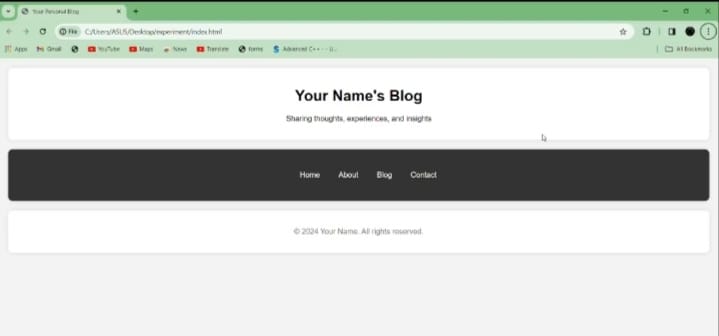 Your Personal Blog
File C:/Users/ASUS/Desktop/experiment/index.html
Apps Gmail YouTube Maps News Translate forms All Bookmarks
Your Name's Blog
Sharing thoughts, experiences, and insights
Home About Blog Contact
© 2024 Your Name. All rights reserved.